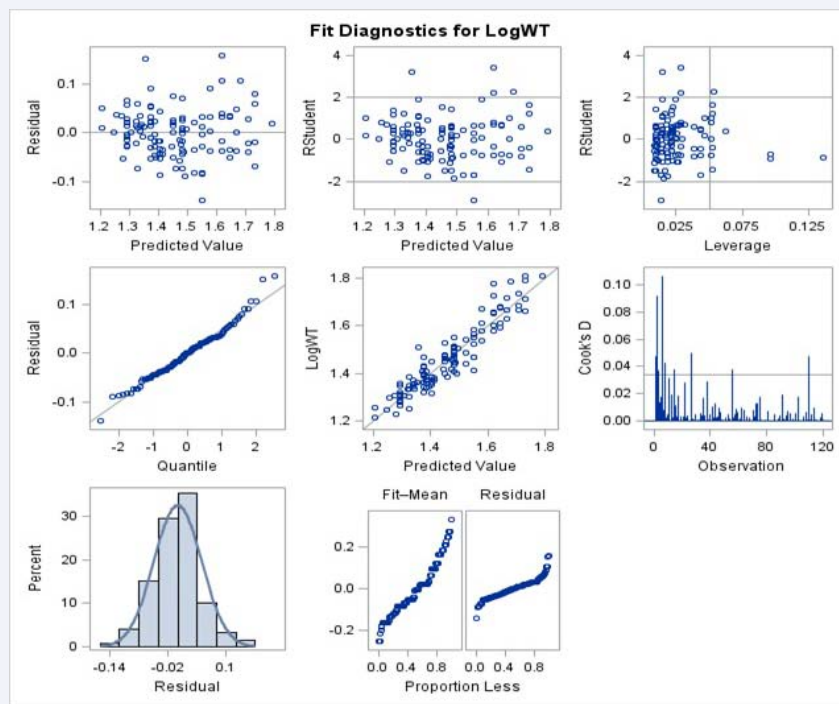 Fit Diagnostics for LogWT
Residual
0.1
0.0
-0.1
1.2 1.3 1.4 1.5 1.6 1.7 1.8
Predicted Value
RStudent
4
2
0
-2
1.2 1.3 1.4 1.5 1.6 1.7 1.8
Predicted Value
RStudent
4
2
0
-2
0.025 0.075 0.125
Leverage
Residual
0.1
0.0
-0.1
-2 -1 0 1 2
Quantile
LogWT
1.8
1.6
1.4
1.2
1.2 1.4 1.6 1.8
Predicted Value
Cook's D
0.10
0.08
0.06
0.04
0.02
0.00
0 40 80 120
Observation
Percent
30
20
10
0
-0.14 -0.02 0.1
Residual
Fit–Mean Residual
0.2
0.0
-0.2
0.0 0.4 0.8 0.0 0.4 0.8
Proportion Less